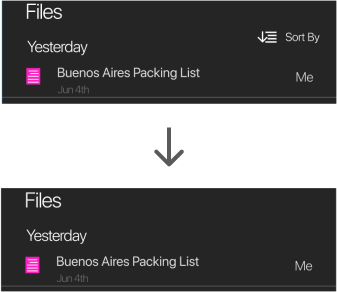 Files
Sort By
Yesterday
Buenos Aires Packing List
Me
Jun 4th
Files
Yesterday
Buenos Aires Packing List
Me
Jun 4th